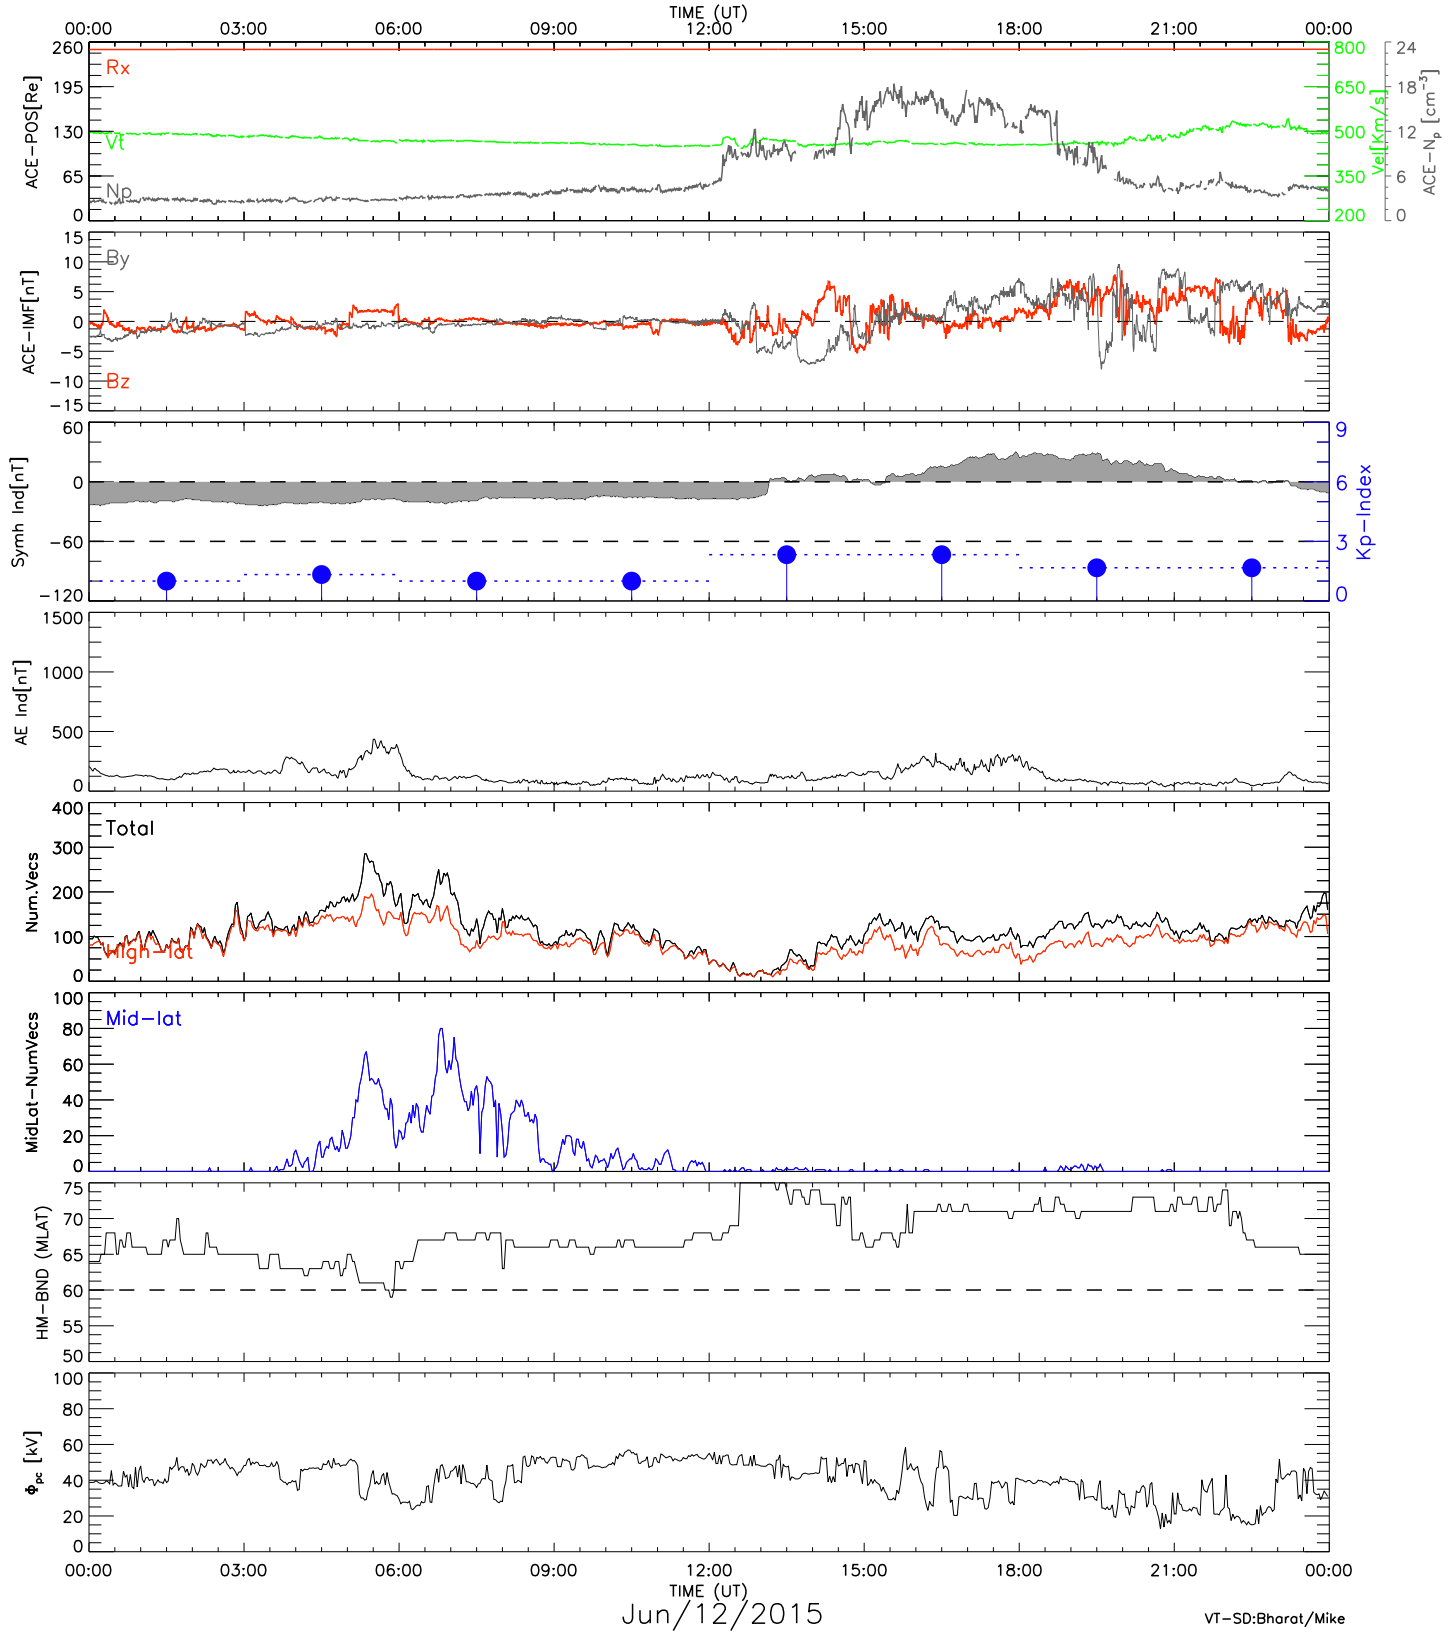 TIME (UT)
00:00 03:00 06:00 09:00 12:00 15:00 18:00 21:00 00:00
260 195 130 65 0
ACE-POS[Re]
Rx
Vt
Np
800 650 500 350 200
Vel[Km/s]
24 18 12 6 0
ACE-Np [cm-3]
15 10 5 0 -5 -10 -15
ACE-IMF[nT]
By
Bz
60 0 -60 -120
Symh Ind[nT]
9 6 3 0
Kp-Index
1500 1000 500 0
AE Ind[nT]
400 300 200 100 0
Num.Vecs
Total
High-lat
100 80 60 40 20 0
MidLat-NumVecs
Mid-lat
75 70 65 60 55 50
HM-BND (MLAT)
100 80 60 40 20 0
Φpc [kV]
00:00 03:00 06:00 09:00 12:00 15:00 18:00 21:00 00:00
TIME (UT)
Jun/12/2015
VT-SD:Bharat/Mike